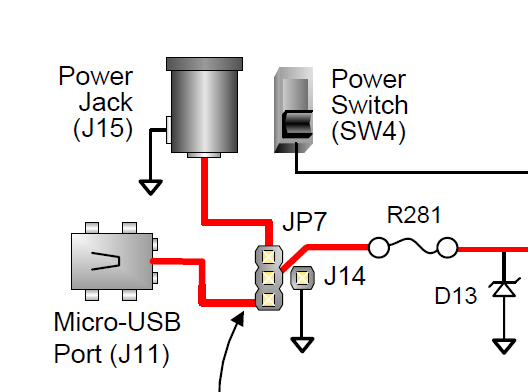 Power
Jack
(J15)
Power
Switch
(SW4)
JP7
R281
J14
D13
Micro-USB
Port (J11)